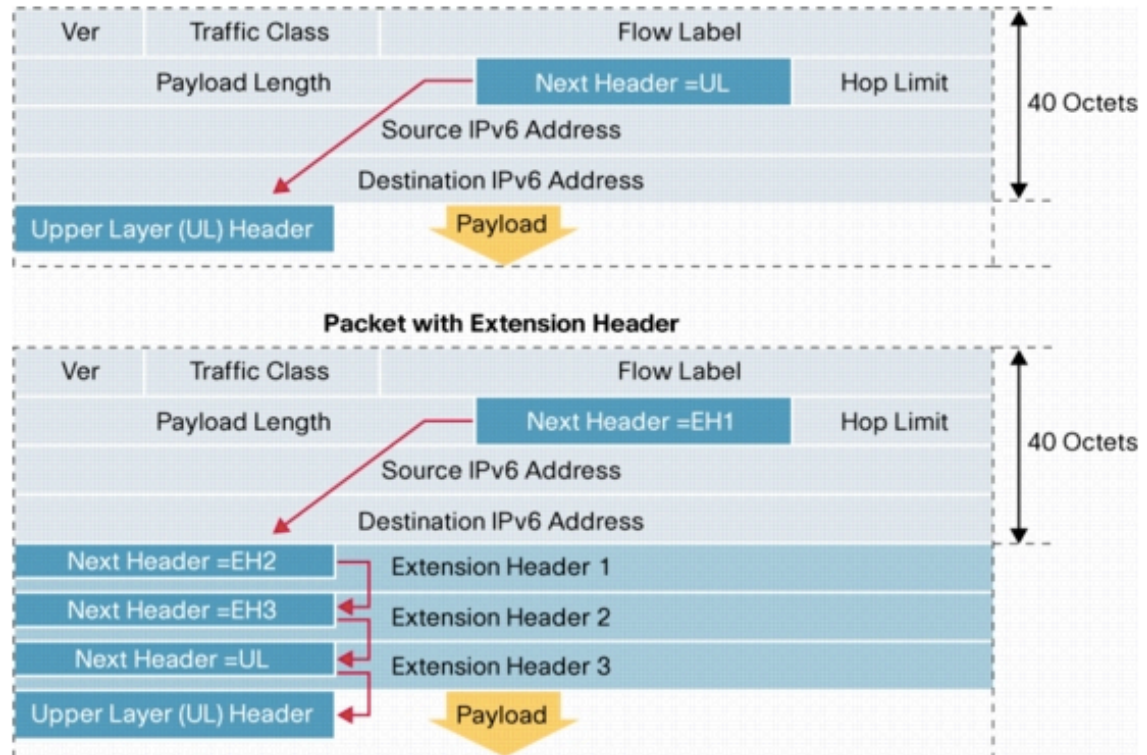 Ver Traffic Class Flow Label
Payload Length Next Header =UL Hop Limit
40 Octets
Source IPv6 Address
Destination IPv6 Address
Upper Layer (UL) Header Payload
Packet with Extension Header
Ver Traffic Class Flow Label
Payload Length Next Header =EH1 Hop Limit
40 Octets
Source IPv6 Address
Destination IPv6 Address
Next Header =EH2 Extension Header 1
Next Header =EH3 Extension Header 2
Next Header =UL Extension Header 3
Upper Layer (UL) Header Payload